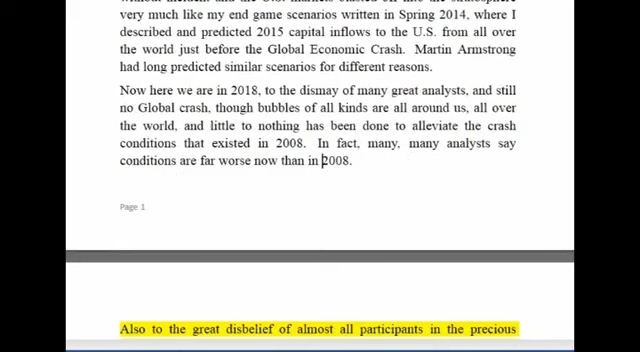 very much like my end game scenarios written in Spring 2014, where I
described and predicted 2015 capital inflows to the U.S. from all over
the world just before the Global Economic Crash. Martin Armstrong
had long predicted similar scenarios for different reasons.
Now here we are in 2018, to the dismay of many great analysts, and still
no Global crash, though bubbles of all kinds are all around us, all over
the world, and little to nothing has been done to alleviate the crash
conditions that existed in 2008. In fact, many, many analysts say
conditions are far worse now than in 2008.
Page 1
Also to the great disbelief of almost all participants in the precious